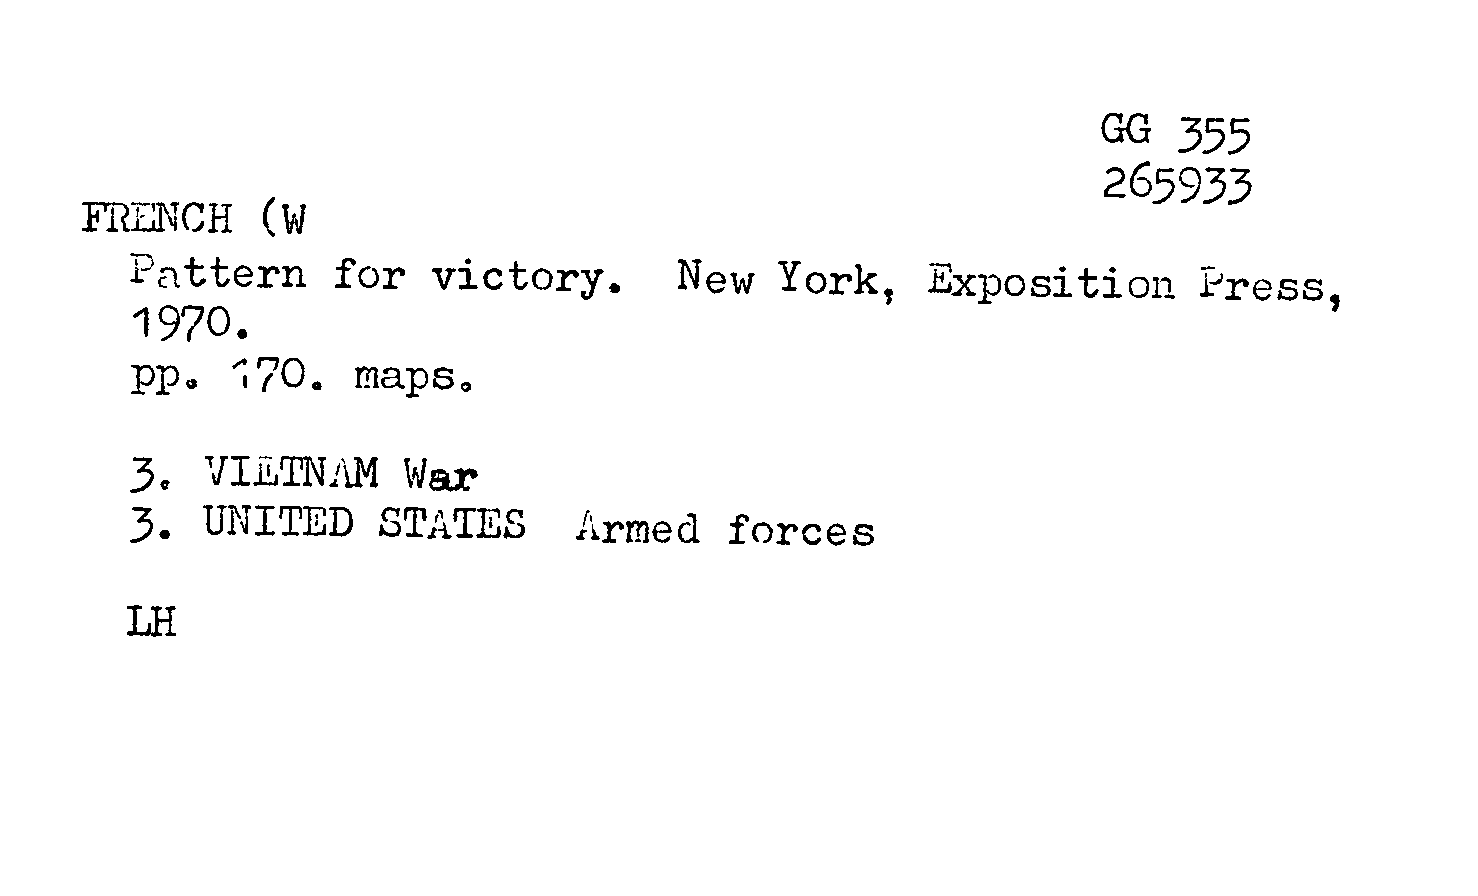 GG 355
265933
FRENCH (W
Pattern for victory. New York, Exposition Press,
1970.
pp. 170. maps.
3. VIETNAM War
3. UNITED STATES Armed forces
LH